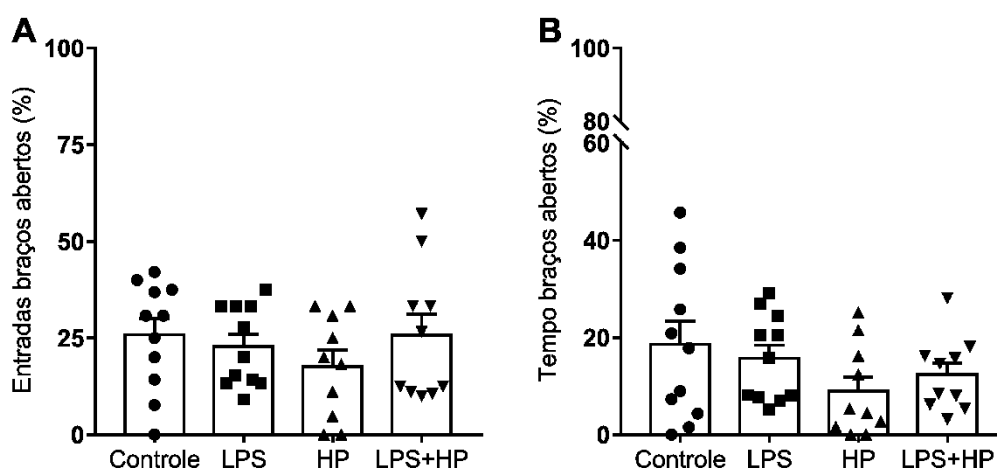 A
Entradas braços abertos (%)
100
75
50
25
0
Controle LPS HP LPS+HP
B
Tempo braços abertos (%)
100
80
60
40
20
0
Controle LPS HP LPS+HP